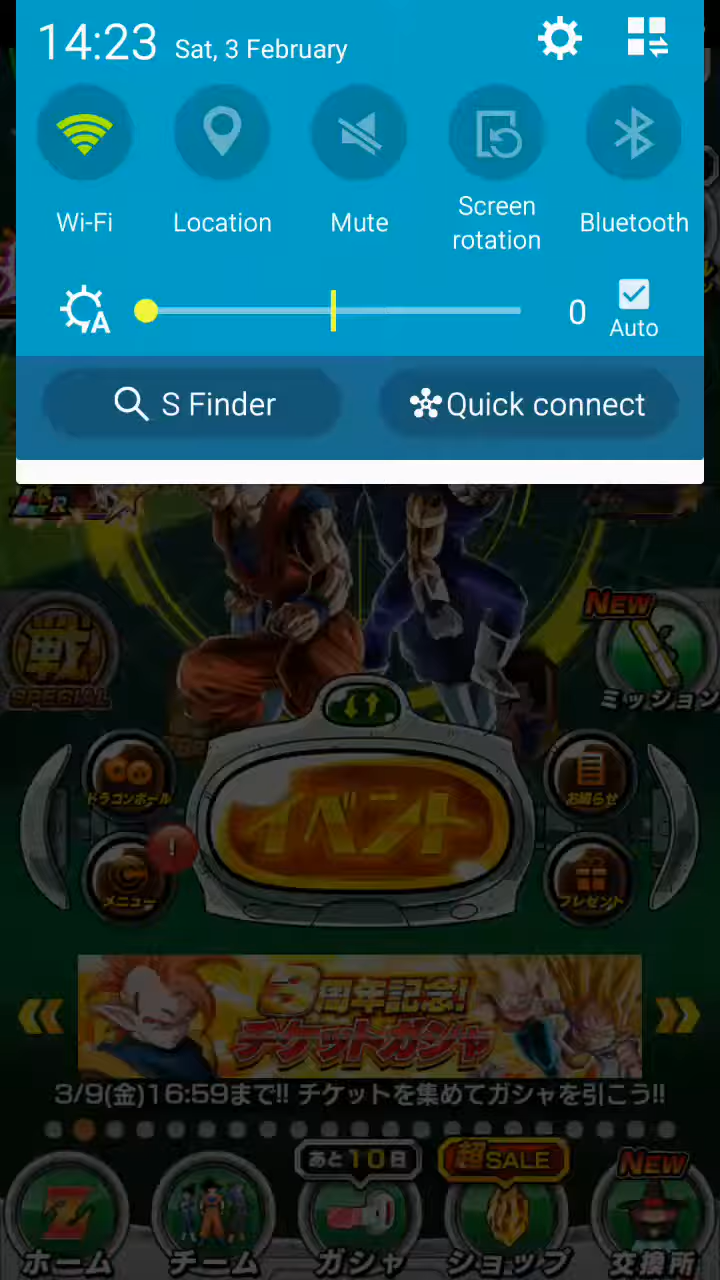 14:23 Sat, 3 February
Wi-Fi
Location
Mute
Screen rotation
Bluetooth
A
0
Auto
S Finder
Quick connect
R
戦
SPECIAL
NEW
ミッション
ドラゴンボール
お知らせ
イベント
!
メニュー
プレゼント
3周年記念!
チケットガシャ
3/9(金)16:59まで!! チケットを集めてガシャを引こう!!
あと10日
超SALE
NEW
Z
ホーム
チーム
ガシャ
ショップ
交換所